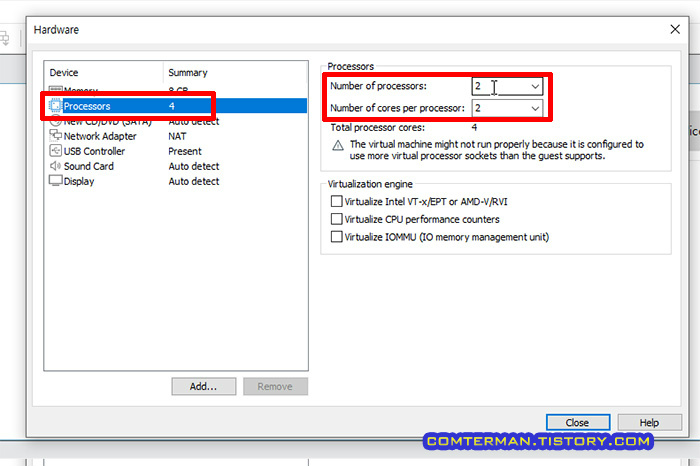 Hardware
Device Summary
Memory 8 GB
Processors 4
New CD/DVD (SATA) Auto detect
Network Adapter NAT
USB Controller Present
Sound Card Auto detect
Display Auto detect
Add...
Remove
Processors
Number of processors: 2
Number of cores per processor: 2
Total processor cores: 4
The virtual machine might not run properly because it is configured to
use more virtual processor sockets than the guest supports.
Virtualization engine
Virtualize Intel VT-x/EPT or AMD-V/RVI
Virtualize CPU performance counters
Virtualize IOMMU (IO memory management unit)
Close
Help
COMTERMAN.TISTORY.COM